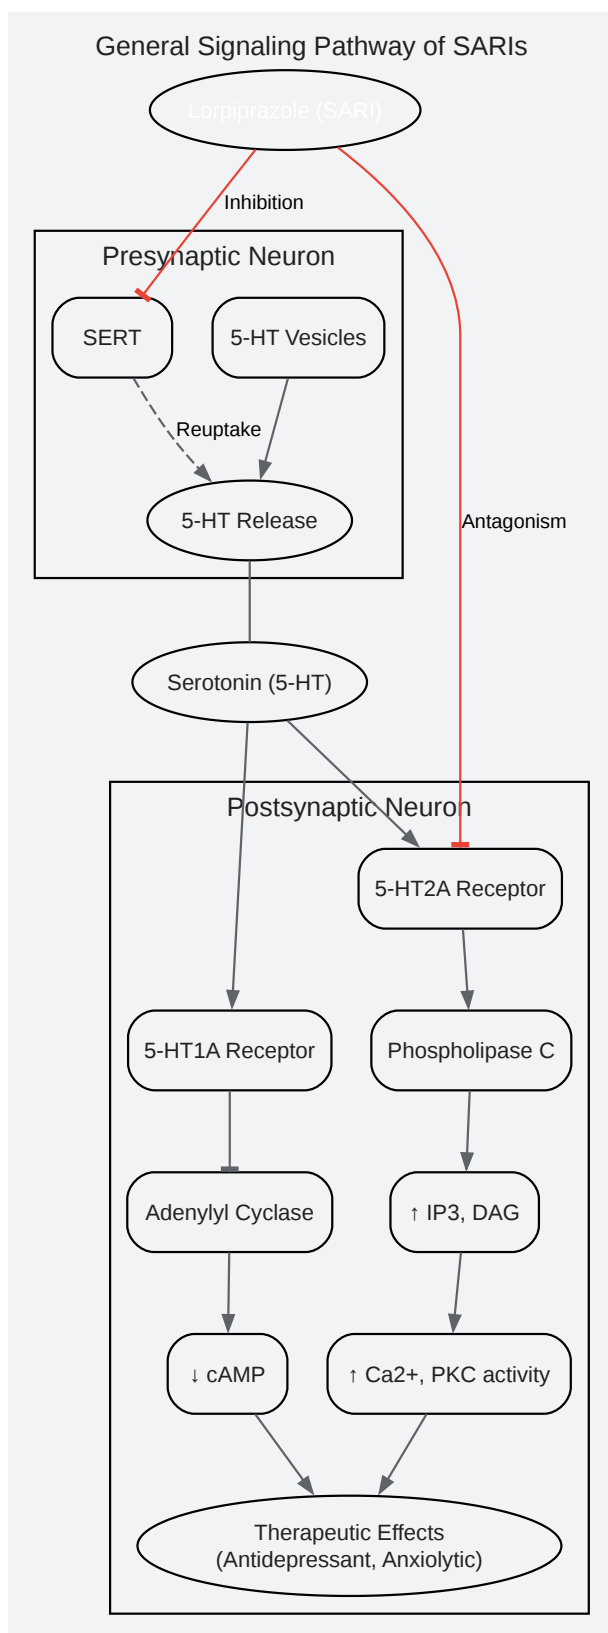 General Signaling Pathway of SARIs
Lorpiprazole (SARI)
Inhibition
Presynaptic Neuron
SERT
5-HT Vesicles
Reuptake
5-HT Release
Antagonism
Serotonin (5-HT)
Postsynaptic Neuron
5-HT2A Receptor
5-HT1A Receptor
Phospholipase C
Adenylyl Cyclase
↑ IP3, DAG
↓ cAMP
↑ Ca2+, PKC activity
Therapeutic Effects
(Antidepressant, Anxiolytic)